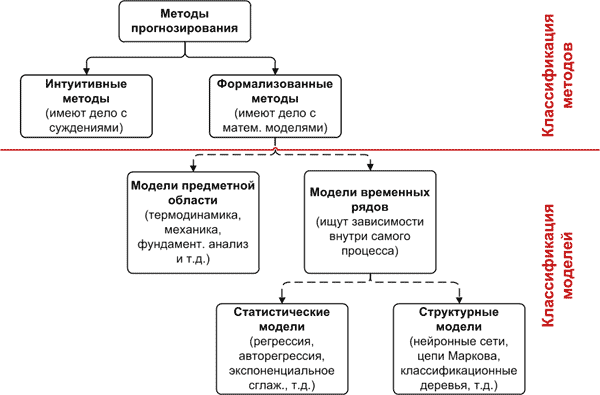 Методы
прогнозирования
Интуитивные
методы
(имеют дело с
суждениями)
Формализованные
методы
(имеют дело с
матем. моделями)
Классификация
методов
Модели предметной
области
(термодинамика,
механика,
фундамент. анализ
и т.д.)
Модели временных
рядов
(ищут зависимости
внутри самого
процесса)
Статистические
модели
(регрессия,
авторегрессия,
экспоненциальное
сглаж., т.д.)
Структурные
модели
(нейронные сети,
цепи Маркова,
классификационные
деревья, т.д.)
Классификация
моделей